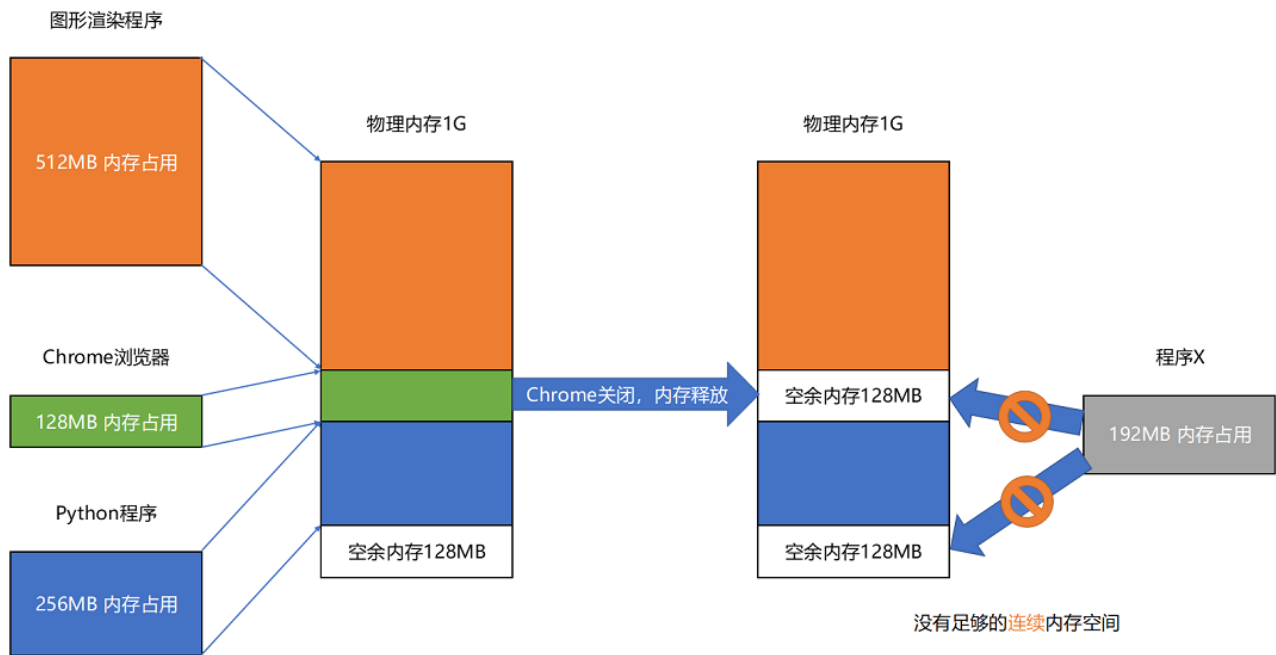 图形渲染程序
512MB 内存占用
Chrome浏览器
128MB 内存占用
Python程序
256MB 内存占用
物理内存1G
空余内存128MB
Chrome关闭，内存释放
物理内存1G
空余内存128MB
空余内存128MB
程序X
192MB 内存占用
没有足够的连续内存空间